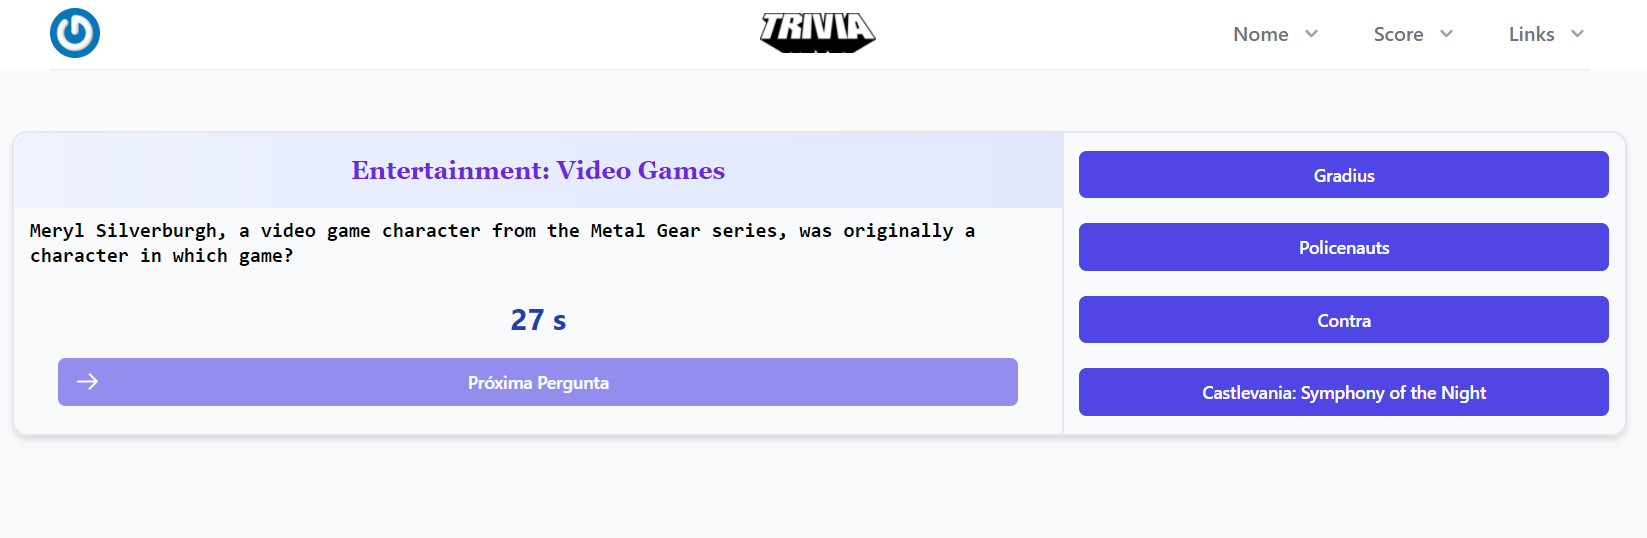 TRIVIA
Nome
Score
Links
Entertainment: Video Games
Meryl Silverburgh, a video game character from the Metal Gear series, was originally a
character in which game?
27 s
Próxima Pergunta
Gradius
Policenauts
Contra
Castlevania: Symphony of the Night